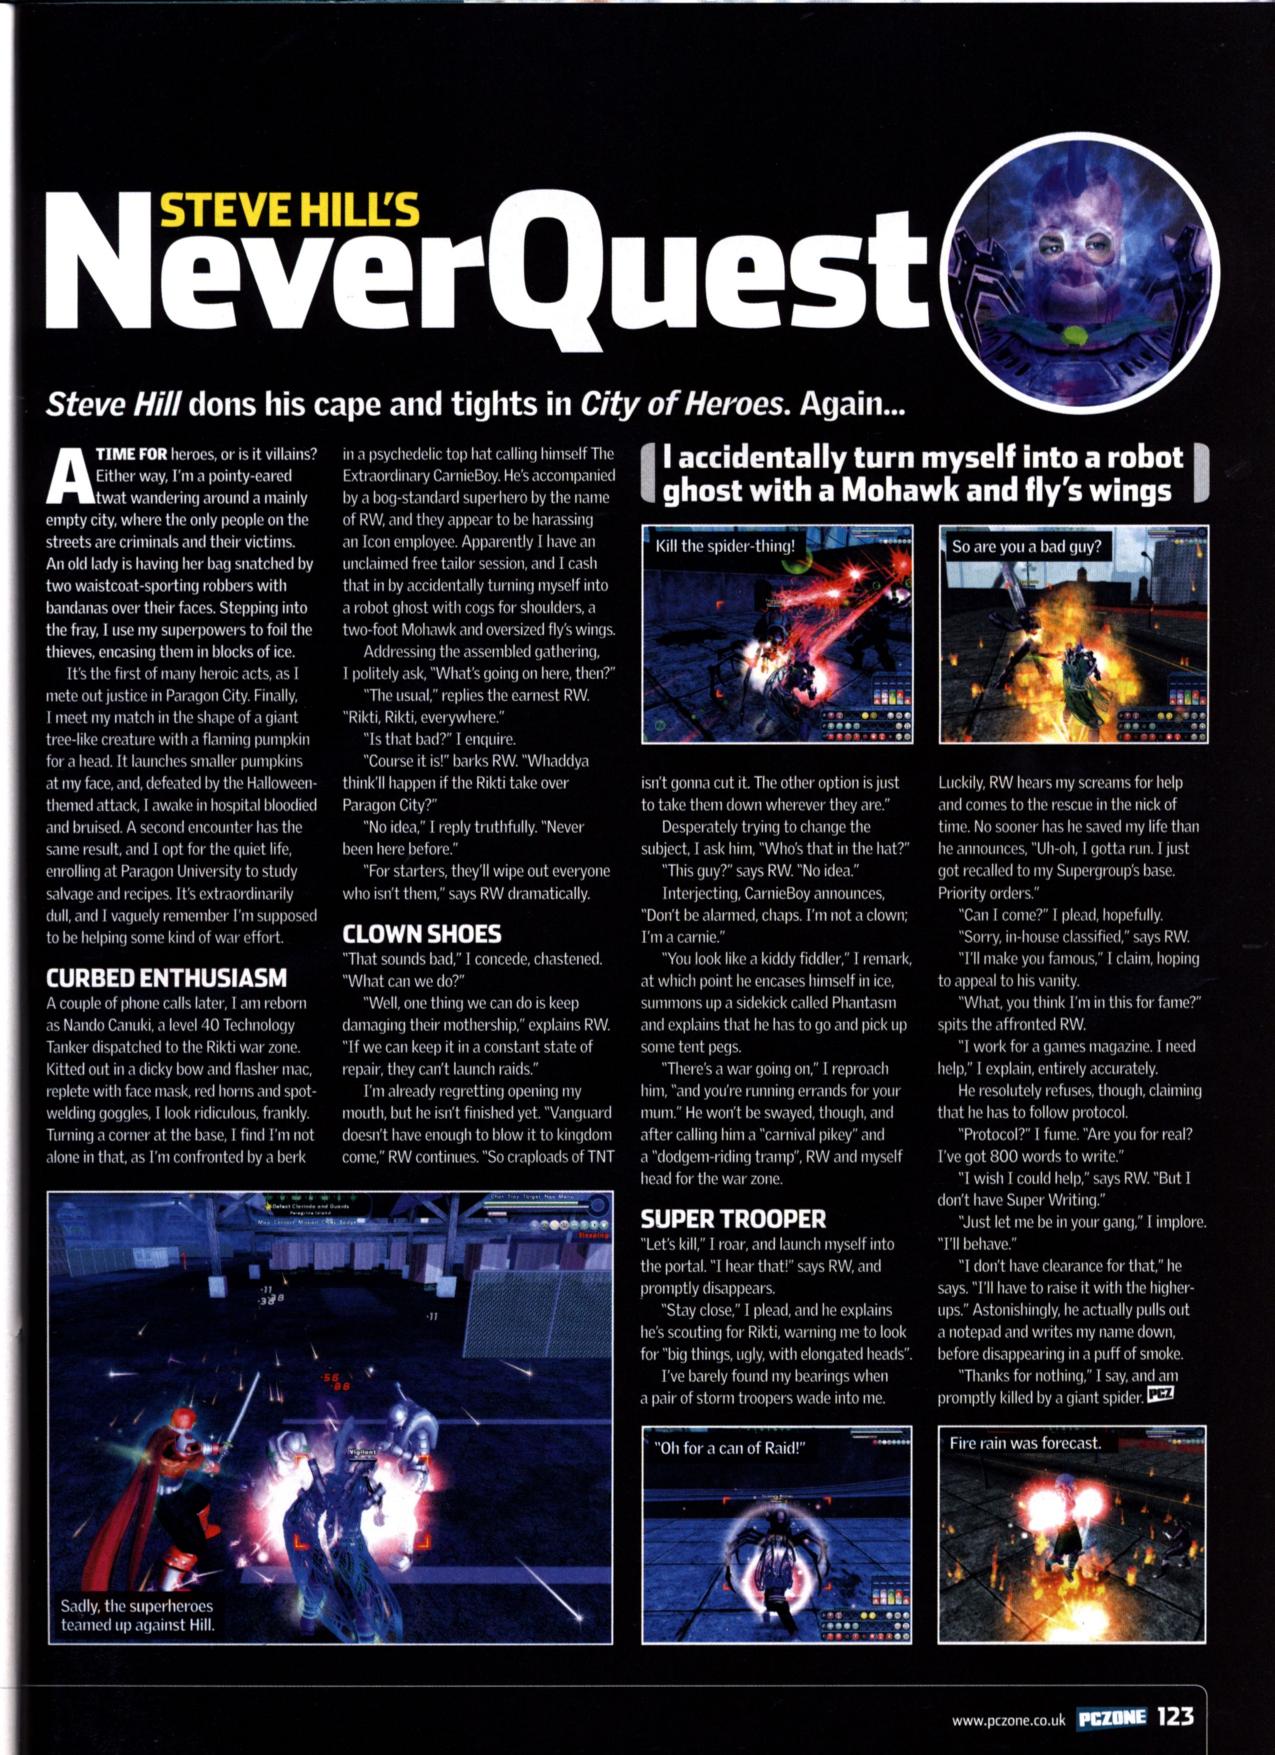 STEVE HILL'S
NeverQuest
Steve Hill dons his cape and tights in City of Heroes. Again...
A TIME FOR heroes, or is it villains?
Either way, I'm a pointy-eared
twat wandering around a mainly
empty city, where the only people on the
streets are criminals and their victims.
An old lady is having her bag snatched by
two waistcoat-sporting robbers with
bandanas over their faces. Stepping into
the fray, I use my superpowers to foil the
thieves, encasing them in blocks of ice.
It's the first of many heroic acts, as I
mete out justice in Paragon City. Finally,
I meet my match in the shape of a giant
tree-like creature with a flaming pumpkin
for a head. It launches smaller pumpkins
at my face, and, defeated by the Halloween-
themed attack, I awake in hospital bloodied
and bruised. A second encounter has the
same result, and I opt for the quiet life,
enrolling at Paragon University to study
salvage and recipes. It's extraordinarily
dull, and I vaguely remember I'm supposed
to be helping some kind of war effort.
CURBED ENTHUSIASM
A couple of phone calls later, I am reborn
as Nando Canuki, a level 40 Technology
Tanker dispatched to the Rikti war zone.
Kitted out in a dicky bow and flasher mac,
replete with face mask, red horns and spot-
welding goggles, I look ridiculous, frankly.
Turning a corner at the base, I find I'm not
alone in that, as I'm confronted by a berk
in a psychedelic top hat calling himself The
Extraordinary CarnieBoy. He's accompanied
by a bog-standard superhero by the name
of RW, and they appear to be harassing
an Icon employee. Apparently I have an
unclaimed free tailor session, and I cash
that in by accidentally turning myself into
a robot ghost with cogs for shoulders, a
two-foot Mohawk and oversized fly's wings.
Addressing the assembled gathering,
I politely ask, "What's going on here, then?"
"The usual," replies the earnest RW.
"Rikti, Rikti, everywhere."
"Is that bad?" I enquire.
"Course it is!" barks RW. "Whaddya
think'll happen if the Rikti take over
Paragon City?"
"No idea," I reply truthfully. "Never
been here before."
"For starters, they'll wipe out everyone
who isn't them," says RW dramatically.
CLOWN SHOES
"That sounds bad," I concede, chastened.
"What can we do?"
"Well, one thing we can do is keep
damaging their mothership," explains RW.
"If we can keep it in a constant state of
repair, they can't launch raids."
I'm already regretting opening my
mouth, but he isn't finished yet. "Vanguard
doesn't have enough to blow it to kingdom
come," RW continues. "So craploads of TNT
I accidentally turn myself into a robot
ghost with a Mohawk and fly's wings
Kill the spider-thing!
So are you a bad guy?
isn't gonna cut it. The other option is just
to take them down wherever they are."
Desperately trying to change the
subject, I ask him, "Who's that in the hat?"
"This guy?" says RW. "No idea."
Interjecting, CarnieBoy announces,
"Don't be alarmed, chaps. I'm not a clown;
I'm a carnie."
"You look like a kiddy fiddler," I remark,
at which point he encases himself in ice,
summons up a sidekick called Phantasm
and explains that he has to go and pick up
some tent pegs.
"There's a war going on," I reproach
him, "and you're running errands for your
mum." He won't be swayed, though, and
after calling him a "carnival pikey" and
a "dodgem-riding tramp", RW and myself
head for the war zone.
SUPER TROOPER
"Let's kill," I roar, and launch myself into
the portal. "I hear that!" says RW, and
promptly disappears.
"Stay close," I plead, and he explains
he's scouting for Rikti, warning me to look
for "big things, ugly, with elongated heads".
I've barely found my bearings when
a pair of storm troopers wade into me.
Luckily, RW hears my screams for help
and comes to the rescue in the nick of
time. No sooner has he saved my life than
he announces, "Uh-oh, I gotta run. I just
got recalled to my Supergroup's base.
Priority orders."
"Can I come?" I plead, hopefully.
"Sorry, in-house classified," says RW.
"I'll make you famous," I claim, hoping
to appeal to his vanity.
"What, you think I'm in this for fame?"
spits the affronted RW.
"I work for a games magazine. I need
help," I explain, entirely accurately.
He resolutely refuses, though, claiming
that he has to follow protocol.
"Protocol?" I fume. "Are you for real?
I've got 800 words to write."
"I wish I could help," says RW. "But I
don't have Super Writing."
"Just let me be in your gang," I implore.
"I'll behave."
"I don't have clearance for that," he
says. "I'll have to raise it with the higher-
ups." Astonishingly, he actually pulls out
a notepad and writes my name down,
before disappearing in a puff of smoke.
"Thanks for nothing," I say, and am
promptly killed by a giant spider. PCZ
Defeat Clarinda and Guards
Peregrine Island
Chat Tray Target Nav Menu
Sleeping
-11
-38
-11
-56
Vigilant
Sadly, the superheroes
teamed up against Hill.
"Oh for a can of Raid!"
Fire rain was forecast.
www.pczone.co.uk PCZONE 123